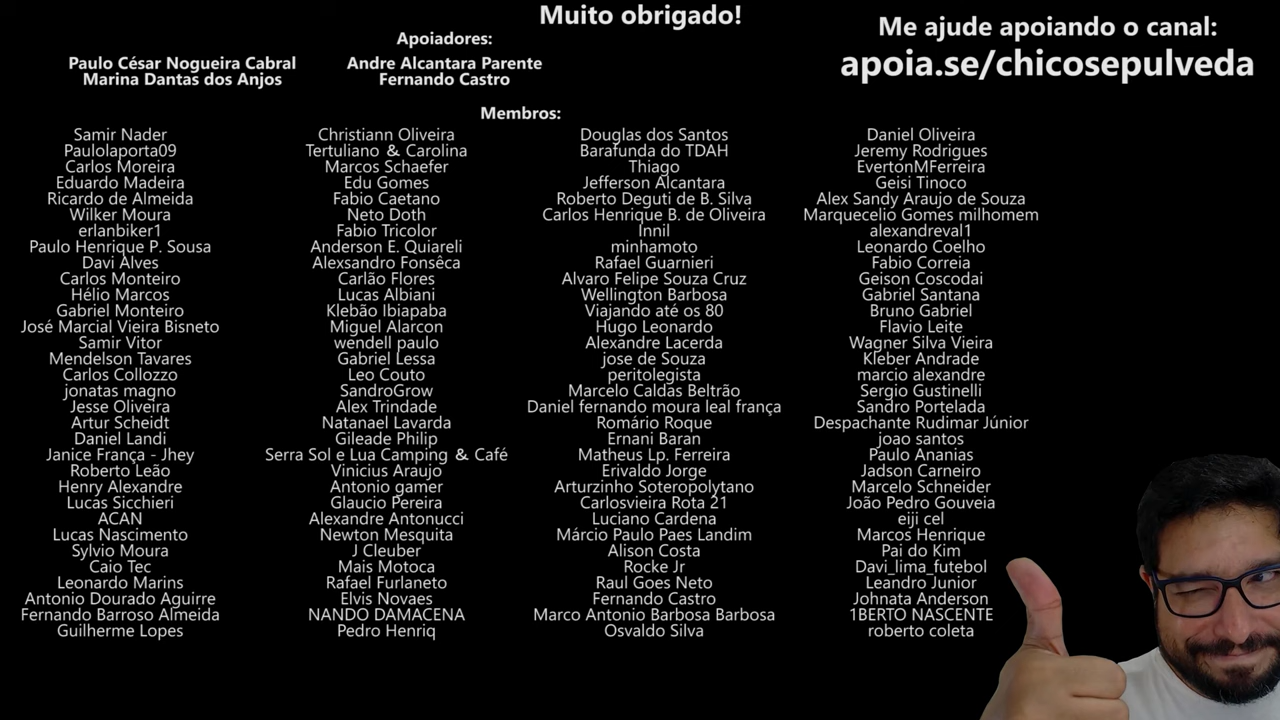 Muito obrigado!
Me ajude apoiando o canal:
apoia.se/chicosepulveda
Apoiadores:
Paulo César Nogueira Cabral
Marina Dantas dos Anjos
Andre Alcantara Parente
Fernando Castro
Membros:
Samir Nader
Paulolaporta09
Carlos Moreira
Eduardo Madeira
Ricardo de Almeida
Wilker Moura
erlanbiker1
Paulo Henrique P. Sousa
Davi Alves
Carlos Monteiro
Hélio Marcos
Gabriel Monteiro
José Marcial Vieira Bisneto
Samir Vitor
Mendelson Tavares
Carlos Collozzo
jonatas magno
Jesse Oliveira
Artur Scheidt
Daniel Landi
Janice França - Jhey
Roberto Leão
Henry Alexandre
Lucas Sicchieri
ACAN
Lucas Nascimento
Sylvio Moura
Caio Tec
Leonardo Marins
Antonio Dourado Aguirre
Fernando Barroso Almeida
Guilherme Lopes
Christiann Oliveira
Tertuliano & Carolina
Marcos Schaefer
Edu Gomes
Fabio Caetano
Neto Doth
Fabio Tricolor
Anderson E. Quiareli
Alexsandro Fonsêca
Carlão Flores
Lucas Albiani
Klebão Ibiapaba
Miguel Alarcon
wendell paulo
Gabriel Lessa
Leo Couto
SandroGrow
Alex Trindade
Natanael Lavarda
Gileade Philip
Serra Sol e Lua Camping & Café
Vinicius Araujo
Antonio gamer
Glaucio Pereira
Alexandre Antonucci
Newton Mesquita
J Cleuber
Mais Motoca
Rafael Furlaneto
Elvis Novaes
NANDO DAMACENA
Pedro Henriq
Douglas dos Santos
Barafunda do TDAH
Thiago
Jefferson Alcantara
Roberto Deguti de B. Silva
Carlos Henrique B. de Oliveira
Innil
minhamoto
Rafael Guarnieri
Alvaro Felipe Souza Cruz
Wellington Barbosa
Viajando até os 80
Hugo Leonardo
Alexandre Lacerda
jose de Souza
peritolegista
Marcelo Caldas Beltrão
Daniel fernando moura leal frança
Romário Roque
Ernani Baran
Matheus Lp. Ferreira
Erivaldo Jorge
Arturzinho Soteropolytano
Carlosvieira Rota 21
Luciano Cardena
Márcio Paulo Paes Landim
Alison Costa
Rocke Jr
Raul Goes Neto
Fernando Castro
Marco Antonio Barbosa Barbosa
Osvaldo Silva
Daniel Oliveira
Jeremy Rodrigues
EvertonMFerreira
Geisi Tinoco
Alex Sandy Araujo de Souza
Marquecelio Gomes milhomem
alexandreval1
Leonardo Coelho
Fabio Correia
Geison Coscodai
Gabriel Santana
Bruno Gabriel
Flavio Leite
Wagner Silva Vieira
Kleber Andrade
marcio alexandre
Sergio Gustinelli
Sandro Portelada
Despachante Rudimar Júnior
joao santos
Paulo Ananias
Jadson Carneiro
Marcelo Schneider
João Pedro Gouveia
eiji cel
Marcos Henrique
Pai do Kim
Davi_lima_futebol
Leandro Junior
Johnata Anderson
1BERTO NASCENTE
roberto coleta